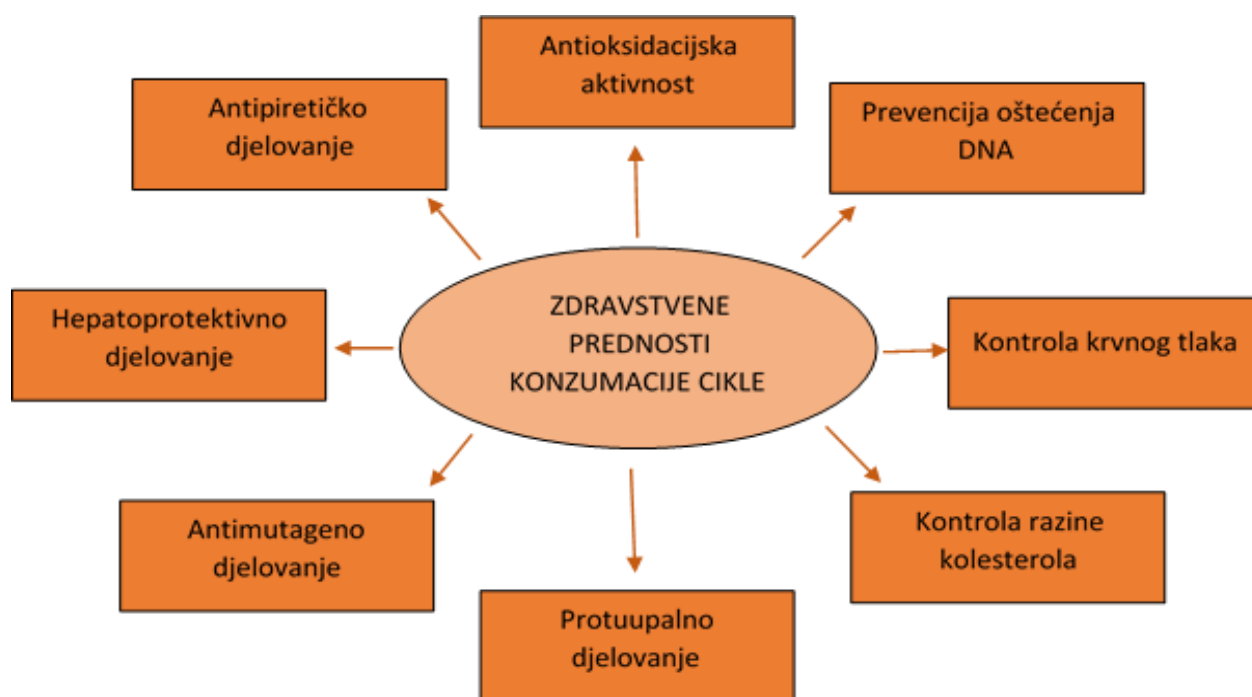 Antioksidacijska
aktivnost
Antipiretičko
djelovanje
Prevencija oštećenja
DNA
Hepatoprotektivno
djelovanje
ZDRAVSTVENE
PREDNOSTI
KONZUMACIJE CIKLE
Kontrola krvnog tlaka
Antimutageno
djelovanje
Kontrola razine
kolesterola
Protuupalno
djelovanje